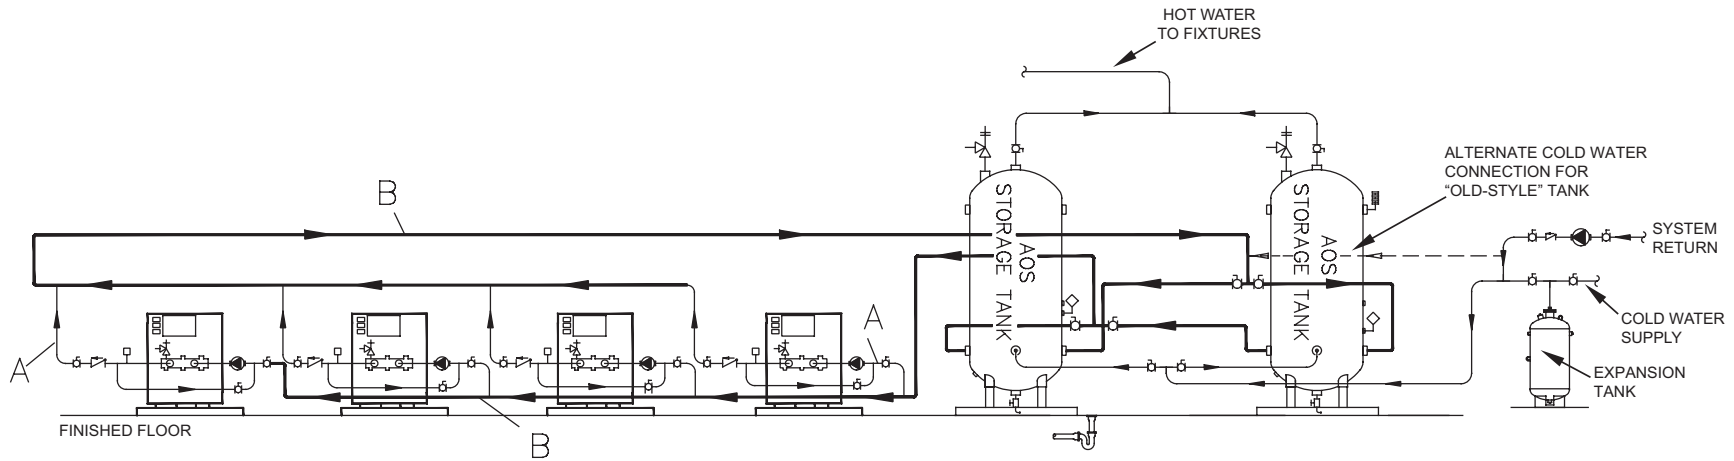 HOT WATER
TO FIXTURES
ALTERNATE COLD WATER
CONNECTION FOR
“OLD-STYLE” TANK
B
SYSTEM
RETURN
AOS
STORAGE TANK
AOS
STORAGE TANK
A
A
COLD WATER
SUPPLY
EXPANSION
TANK
FINISHED FLOOR
B